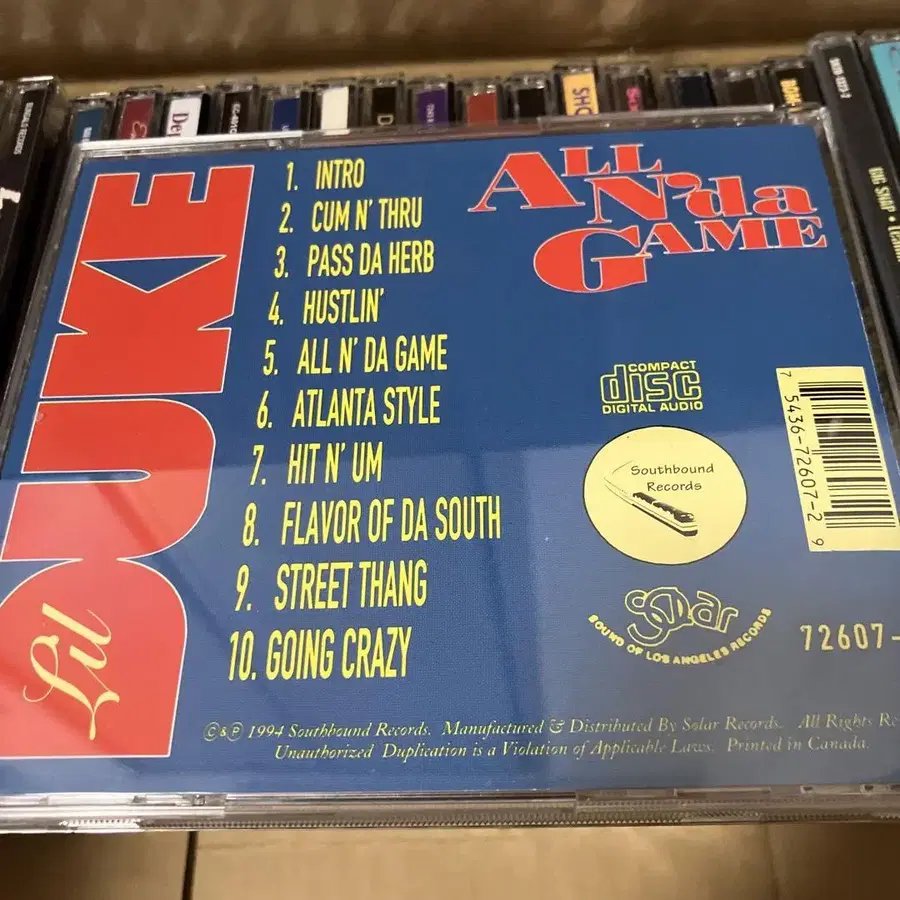 Lil
DUKE
ALL
N'da
GAME
1. INTRO
2. CUM N' THRU
3. PASS DA HERB
4. HUSTLIN'
5. ALL N' DA GAME
6. ATLANTA STYLE
7. HIT N' UM
8. FLAVOR OF DA SOUTH
9. STREET THANG
10. GOING CRAZY
COMPACT
disc
DIGITAL AUDIO
Southbound
Records
7 5436-72607-2 9
Solar
SOUND OF LOS ANGELES RECORDS
72607-
©&℗ 1994 Southbound Records. Manufactured & Distributed By Solar Records. All Rights Re
Unauthorized Duplication is a Violation of Applicable Laws. Printed in Canada.
BIG SNAP •